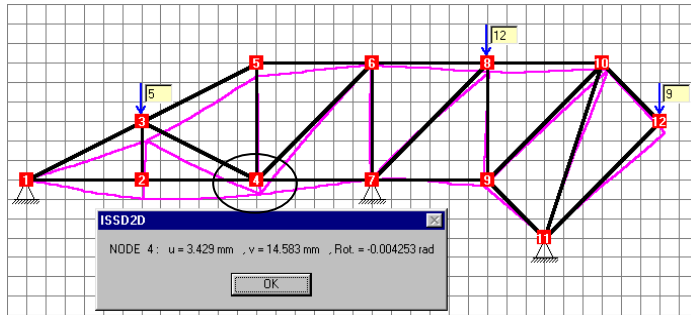 12
5 6 8 10
5 9
3 12
1 2 4 7 9
ISSD2D
NODE 4 : u = 3.429 mm , v = 14.583 mm , Rot. = -0.004253 rad
OK
11